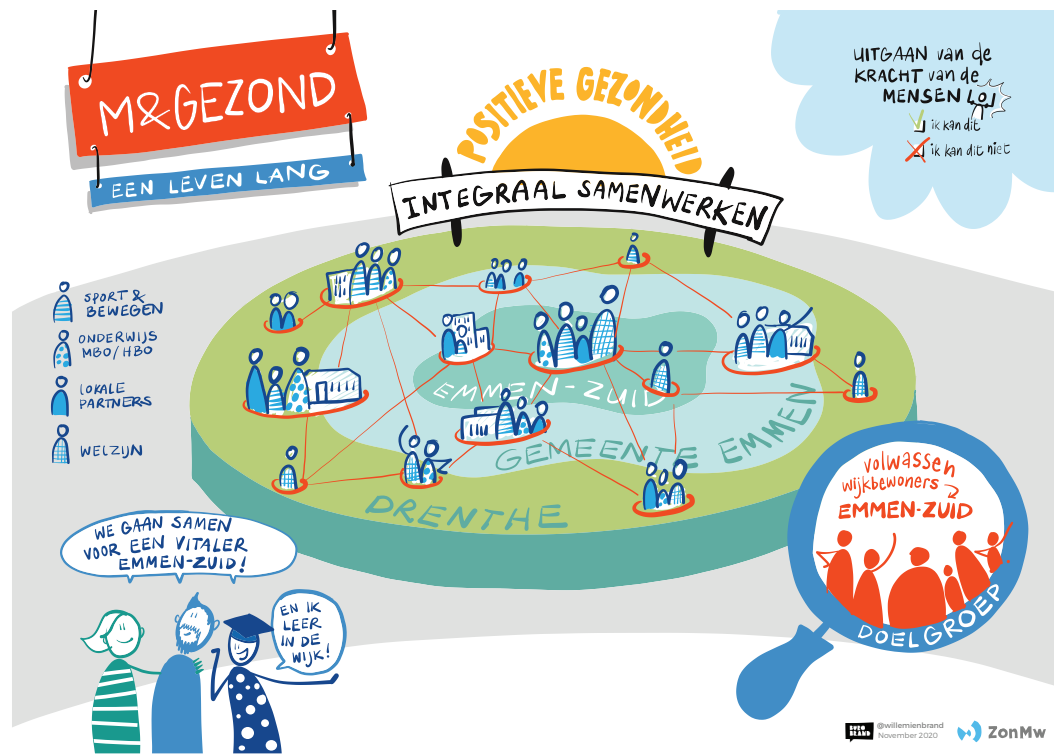 M&GEZOND
EEN LEVEN LANG
POSITIEVE GEZONDHEID
INTEGRAAL SAMENWERKEN
UITGAAN van de
KRACHT van de
MENSEN
ik kan dit
ik kan dit niet
SPORT &
BEWEGEN
ONDERWIJS
MBO/HBO
LOKALE
PARTNERS
WELZIJN
EMMEN-ZUID
GEMEENTE EMMEN
DRENTHE
WE GAAN SAMEN
VOOR EEN VITALER
EMMEN-ZUID!
EN IK
LEER
IN DE
WIJK!
volwassen
wijkbewoners
EMMEN-ZUID
DOELGROEP
BURO
BRAND
@willemienbrand
November 2020
ZonMw